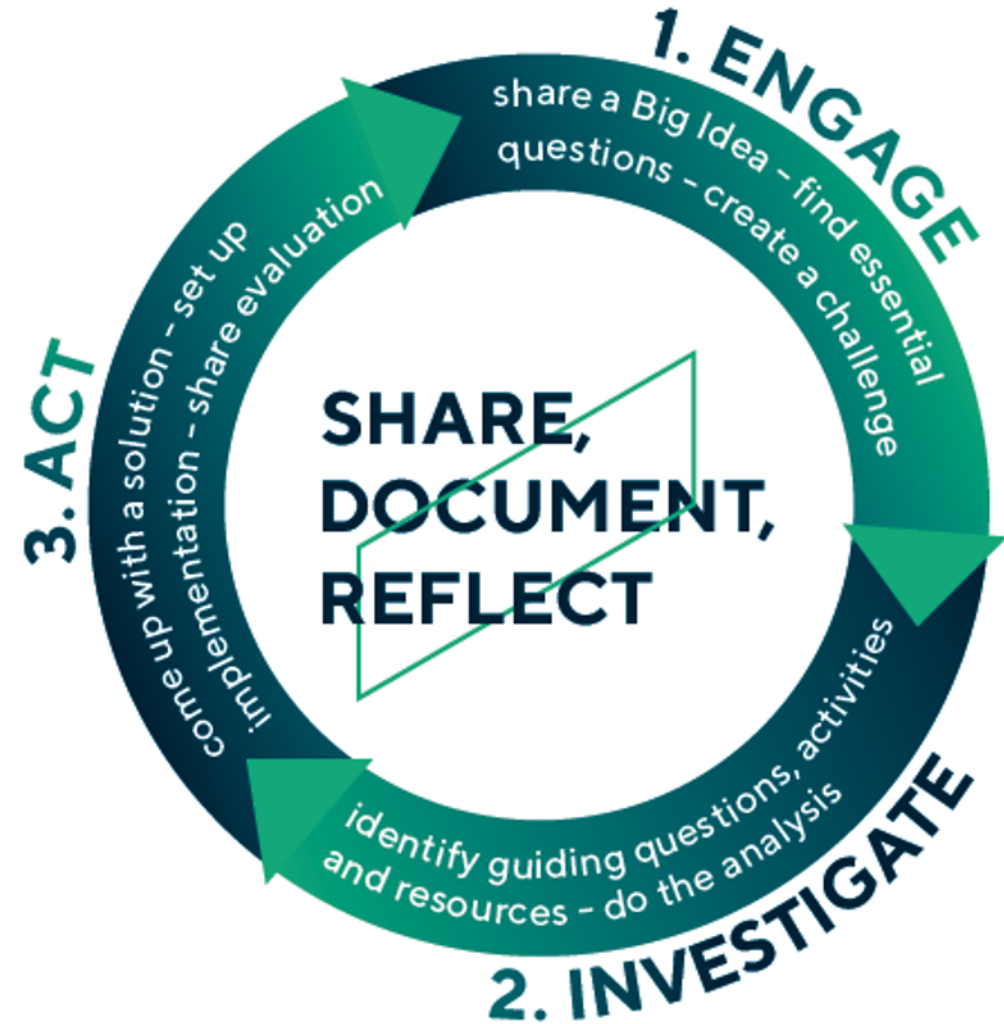 1. ENGAGE
share a Big Idea - find essential
questions - create a challenge
2. INVESTIGATE
identify guiding questions, activities
and resources - do the analysis
3. ACT
come up with a solution - set up
implementation - share evaluation
SHARE,
DOCUMENT,
REFLECT